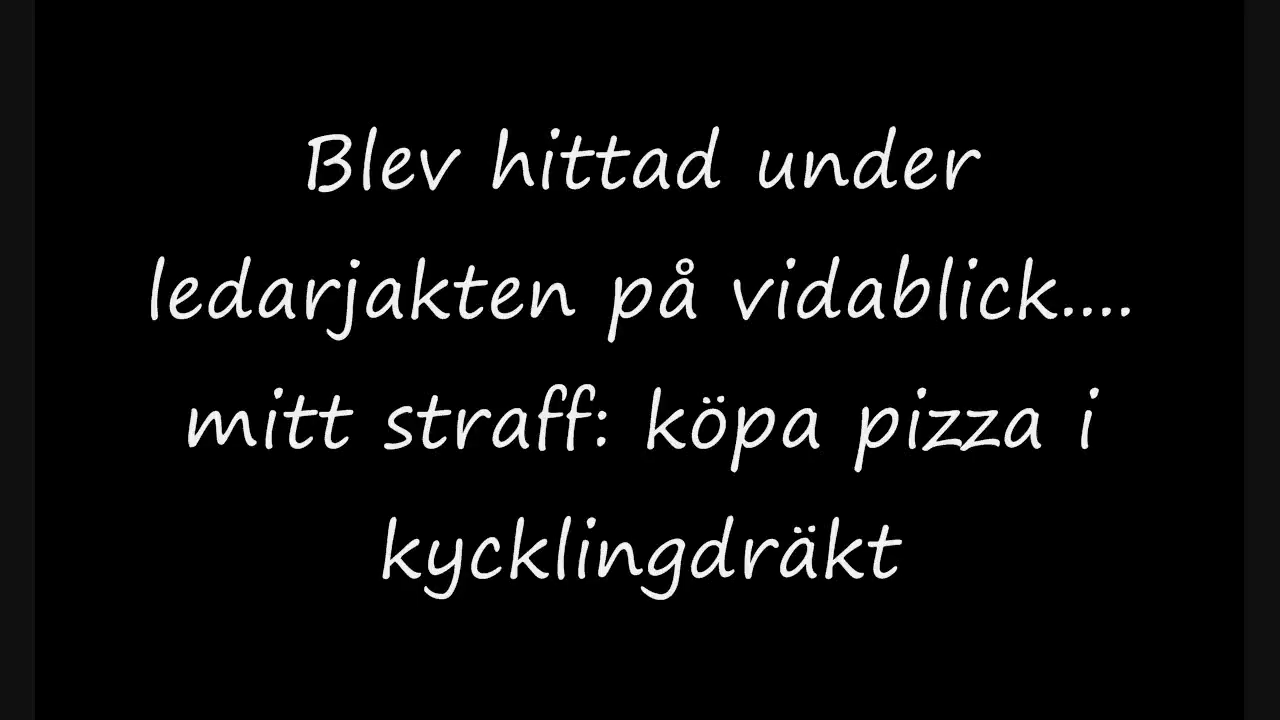 Blev hittad under
ledarjakten på vidablick....
mitt straff: köpa pizza i
kycklingdräkt